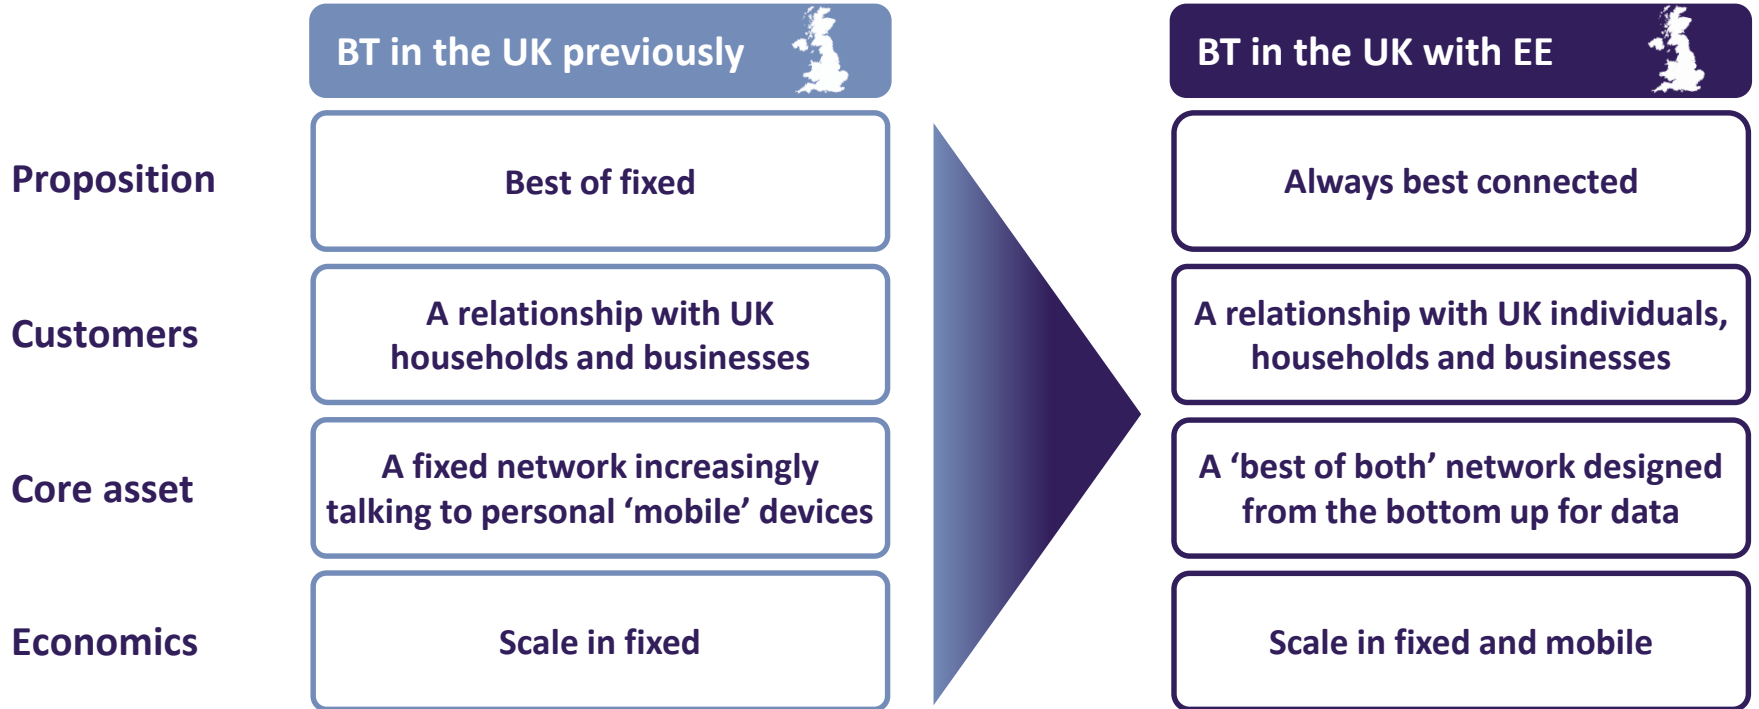 BT in the UK previously
BT in the UK with EE
Proposition
Best of fixed
Always best connected
Customers
A relationship with UK
households and businesses
A relationship with UK individuals,
households and businesses
Core asset
A fixed network increasingly
talking to personal ‘mobile’ devices
A ‘best of both’ network designed
from the bottom up for data
Economics
Scale in fixed
Scale in fixed and mobile